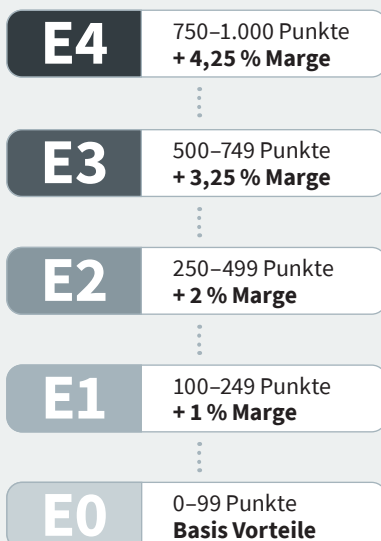 E4
750–1.000 Punkte
+ 4,25 % Marge
E3
500–749 Punkte
+ 3,25 % Marge
E2
250–499 Punkte
+ 2 % Marge
E1
100–249 Punkte
+ 1 % Marge
E0
0–99 Punkte
Basis Vorteile